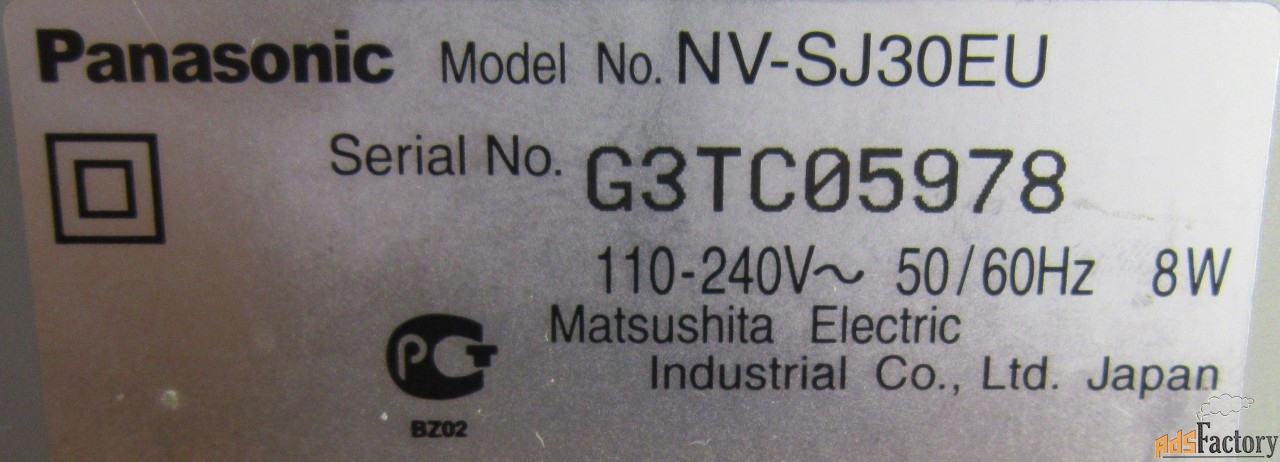 Panasonic Model No. NV-SJ30EU
Serial No. G3TC05978
110-240V~ 50/60Hz 8W
Matsushita Electric
Industrial Co., Ltd. Japan
РСТ
BZ02
AdsFactory